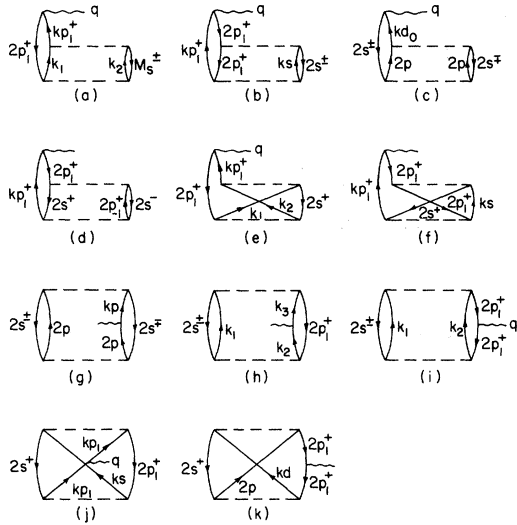 q
kp₁⁺
2p₁⁺
k₁
k₂
Mₛ±
(a)
q
2p₁⁺
kp₁⁺
2p₁⁺
ks
2s±
(b)
q
kd₀
2s±
2p
2p
2s∓
(c)
2p₁⁺
kp₁⁺
2s⁺
2p₁⁺
2s⁻
(d)
q
kp₁⁺
2p₁⁺
k₁
k₂
2s⁺
(e)
q
2p₁⁺
kp₁⁺
2s⁺
2p₁⁺
ks
(f)
2s±
2p
kp
2p
2s∓
(g)
2s±
k₁
k₃
k₂
2p₁⁺
(h)
2s±
k₁
k₂
2p₁⁺
q
2p₁⁺
(i)
2s⁺
kp₁
q
ks
kp₁
2p₁⁺
(j)
2s⁺
2p
kd
2p₁⁺
2p₁⁺
(k)